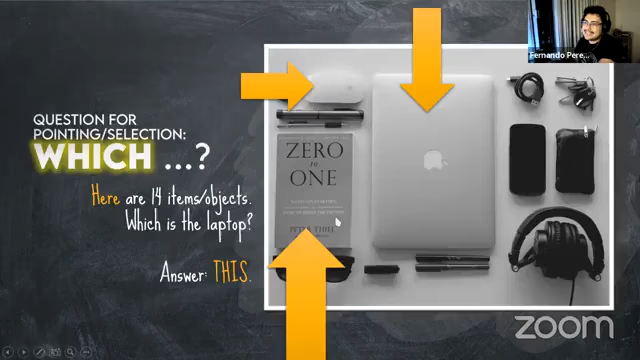 Fernando Pere...
QUESTION FOR
POINTING/SELECTION:
WHICH ...?
Here are 14 items/objects.
Which is the laptop?
Answer: THIS.
ZERO
to
ONE
PETER THIEL
zoom